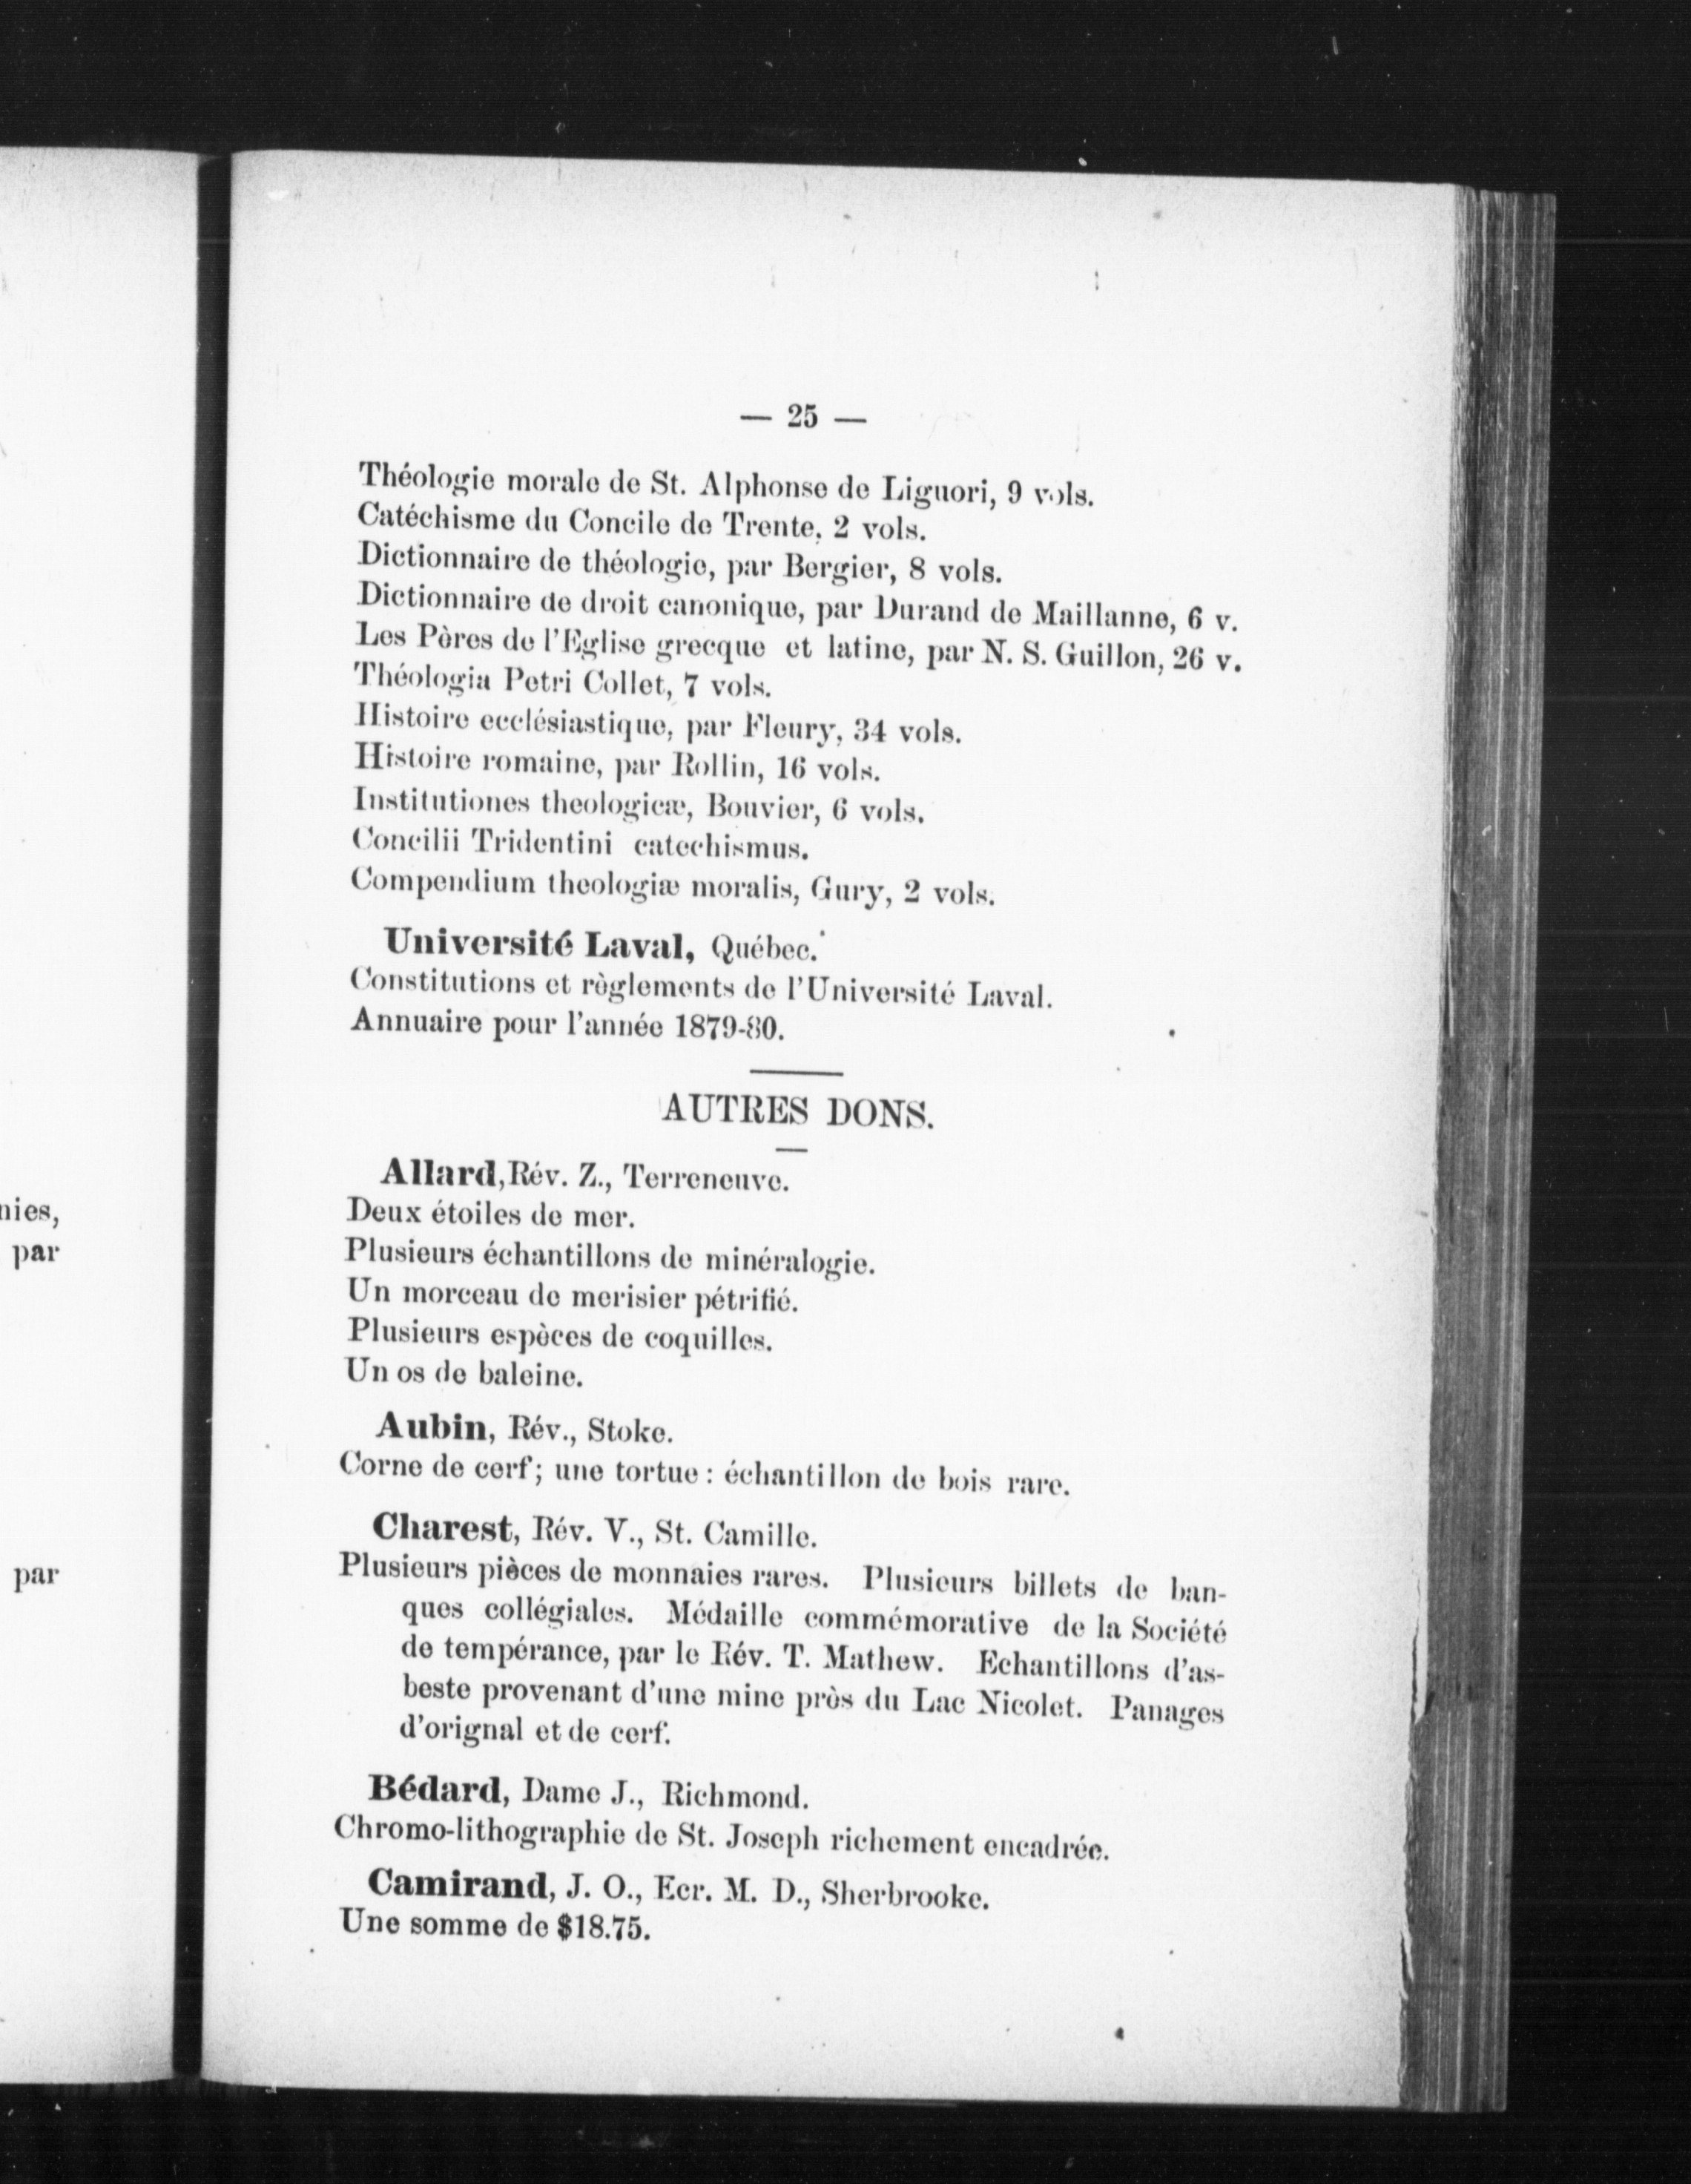 — 25 —
Théologie morale de St. Alphonse de Liguori, 9 vols.
Catéchisme du Concile de Trente, 2 vols.
Dictionnaire de théologie, par Bergier, 8 vols.
Dictionnaire de droit canonique, par Durand de Maillanne, 6 v.
Les Pères de l'Eglise grecque et latine, par N. S. Guillon, 26 v.
Théologia Petri Collet, 7 vols.
Histoire ecclésiastique, par Fleury, 34 vols.
Histoire romaine, par Rollin, 16 vols.
Institutiones theologicæ, Bouvier, 6 vols.
Concilii Tridentini catechismus.
Compendium theologiæ moralis, Gury, 2 vols.
Université Laval, Québec.
Constitutions et règlements de l'Université Laval.
Annuaire pour l'année 1879-80.
AUTRES DONS.
Allard, Rév. Z., Terreneuve.
Deux étoiles de mer.
Plusieurs échantillons de minéralogie.
Un morceau de merisier pétrifié.
Plusieurs espèces de coquilles.
Un os de baleine.
Aubin, Rév., Stoke.
Corne de cerf; une tortue : échantillon de bois rare.
Charest, Rév. V., St. Camille.
Plusieurs pièces de monnaies rares. Plusieurs billets de ban-
ques collégiales. Médaille commémorative de la Société
de tempérance, par le Rév. T. Mathew. Echantillons d'as-
beste provenant d'une mine près du Lac Nicolet. Panages
d'orignal et de cerf.
Bédard, Dame J., Richmond.
Chromo-lithographie de St. Joseph richement encadrée.
Camirand, J. O., Ecr. M. D., Sherbrooke.
Une somme de $18.75.
nies,
par
par